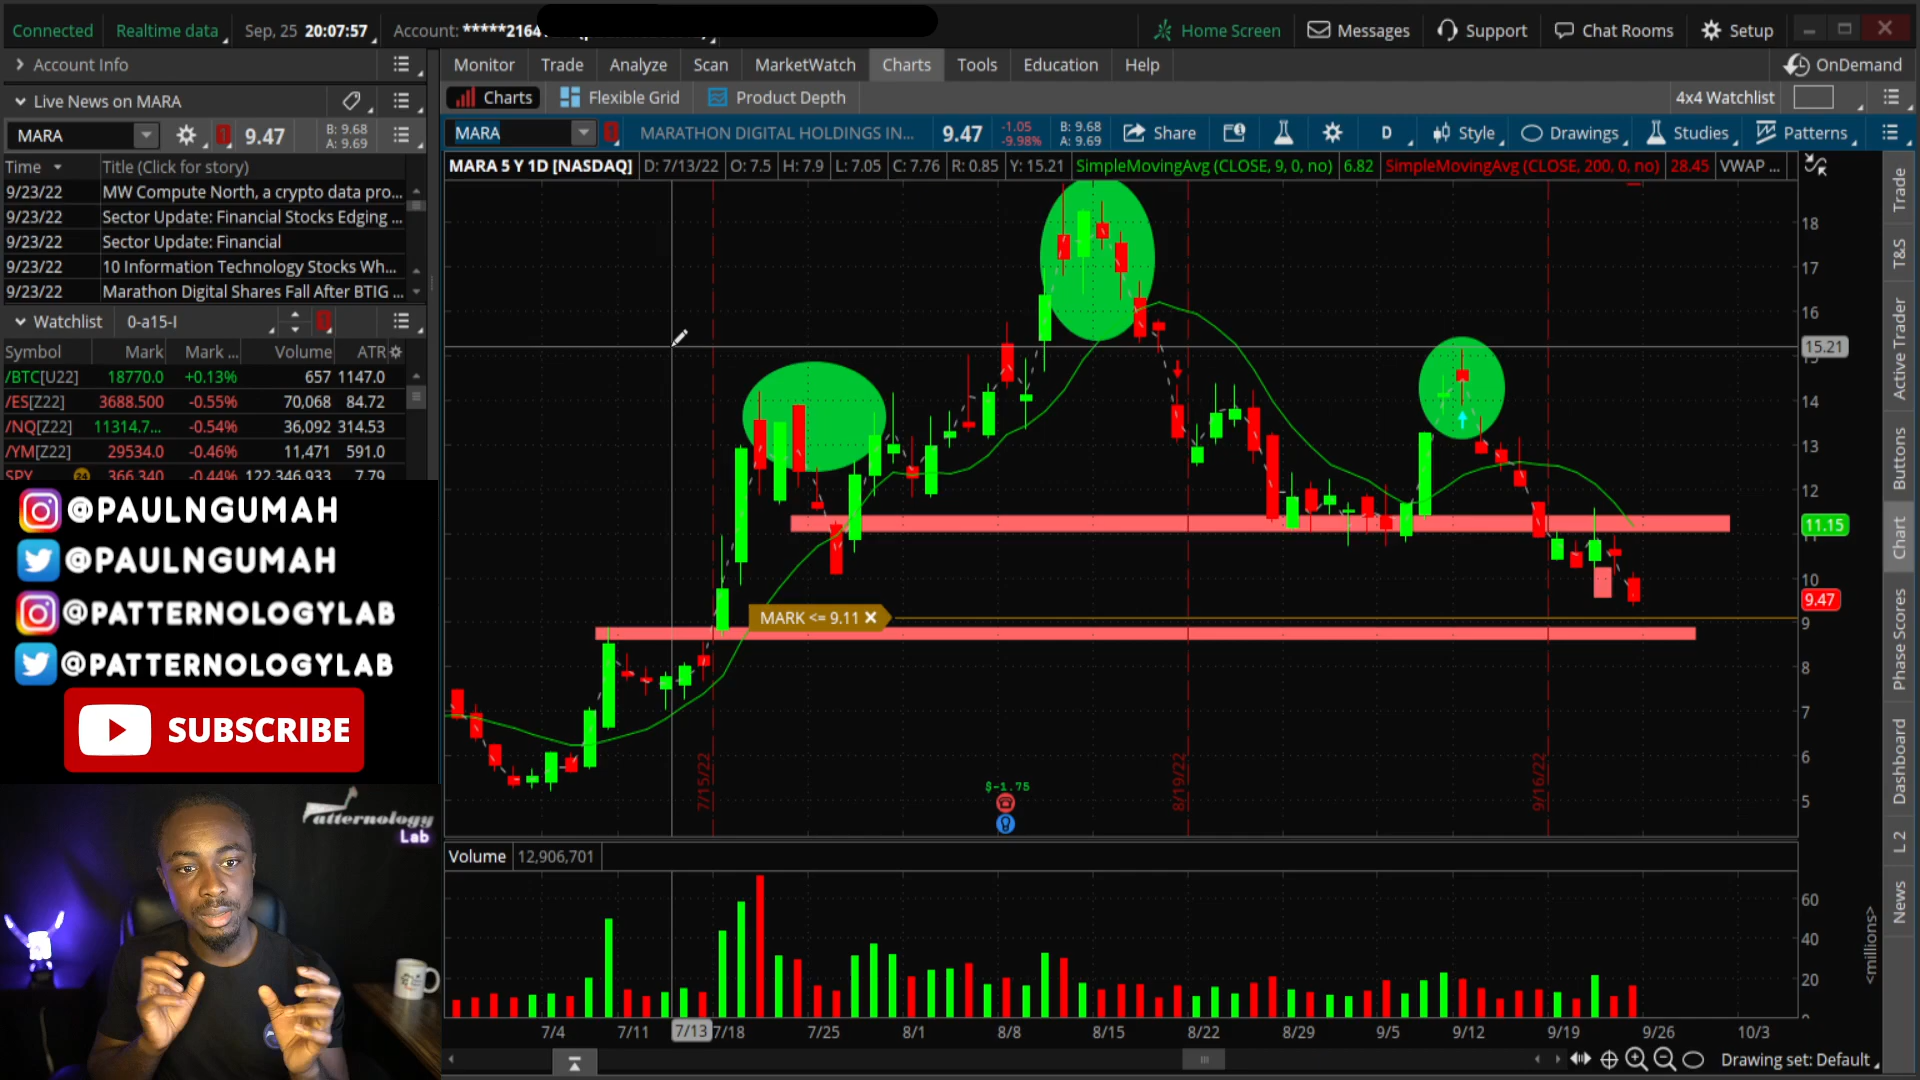 Connected Realtime data Sep, 25 20:07:57 Account: *****2164
Home Screen Messages Support Chat Rooms Setup
Account Info
Monitor Trade Analyze Scan MarketWatch Charts Tools Education Help OnDemand
Live News on MARA
Charts Flexible Grid Product Depth 4x4 Watchlist
MARA 9.47 B: 9.68 A: 9.69
MARA MARATHON DIGITAL HOLDINGS IN... 9.47 -1.05 -9.98% B: 9.68 A: 9.69 Share D Style Drawings Studies Patterns
Time Title (Click for story)
MARA 5 Y 1D [NASDAQ] D: 7/13/22 O: 7.5 H: 7.9 L: 7.05 C: 7.76 R: 0.85 Y: 15.21 SimpleMovingAvg (CLOSE, 9, 0, no) 6.82 SimpleMovingAvg (CLOSE, 200, 0, no) 28.45 VWAP ...
9/23/22 MW Compute North, a crypto data pro...
9/23/22 Sector Update: Financial Stocks Edging ...
9/23/22 Sector Update: Financial
9/23/22 10 Information Technology Stocks Wh...
9/23/22 Marathon Digital Shares Fall After BTIG ...
Watchlist 0-a15-I
Symbol Mark Mark ... Volume ATR
/BTC[U22] 18770.0 +0.13% 657 1147.0
/ES[Z22] 3688.500 -0.55% 70,068 84.72
/NQ[Z22] 11314.7... -0.54% 36,092 314.53
/YM[Z22] 29534.0 -0.46% 11,471 591.0
SPY 24 366.340 -0.44% 122,346,933 7.79
@PAULNGUMAH
@PAULNGUMAH
@PATTERNOLOGYLAB
@PATTERNOLOGYLAB
SUBSCRIBE
Patternology
Lab
18
17
16
15.21
14
13
12
11.15
10
9.47
9
8
7
6
5
MARK <= 9.11
7/15/22
8/19/22
9/16/22
$-1.75
Volume 12,906,701
60
40
20
<millions>
7/4 7/11 7/13 7/18 7/25 8/1 8/8 8/15 8/22 8/29 9/5 9/12 9/19 9/26 10/3
Drawing set: Default
Trade
T&S
Active Trader
Buttons
Chart
Phase Scores
Dashboard
L 2
News